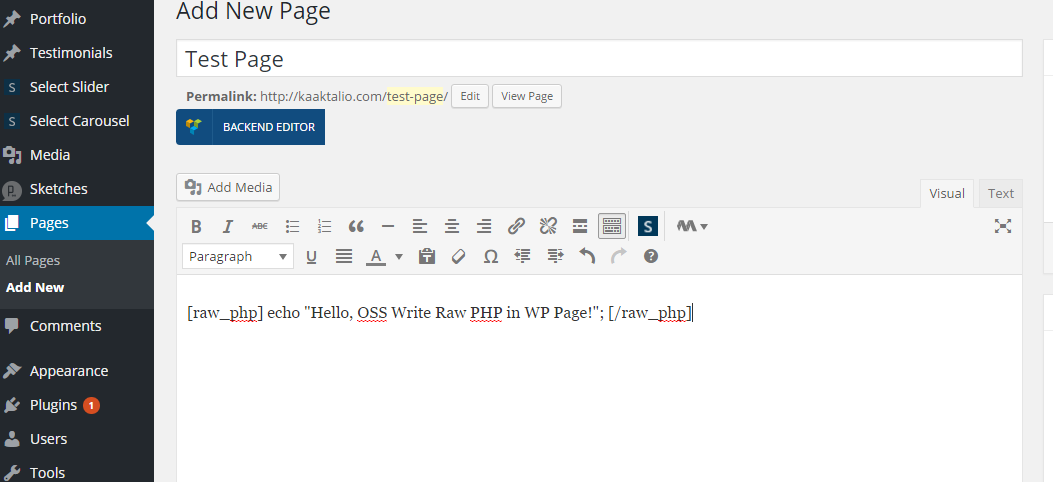 Add New Page
Portfolio
Testimonials
S Select Slider
S Select Carousel
Media
Sketches
Pages
All Pages
Add New
Comments
Appearance
Plugins 1
Users
Tools
Test Page
Permalink: http://kaaktalio.com/test-page/ Edit View Page
BACKEND EDITOR
Add Media
Visual Text
B I ABC S
Paragraph U A Ω ?
[raw_php] echo "Hello, OSS Write Raw PHP in WP Page!"; [/raw_php]